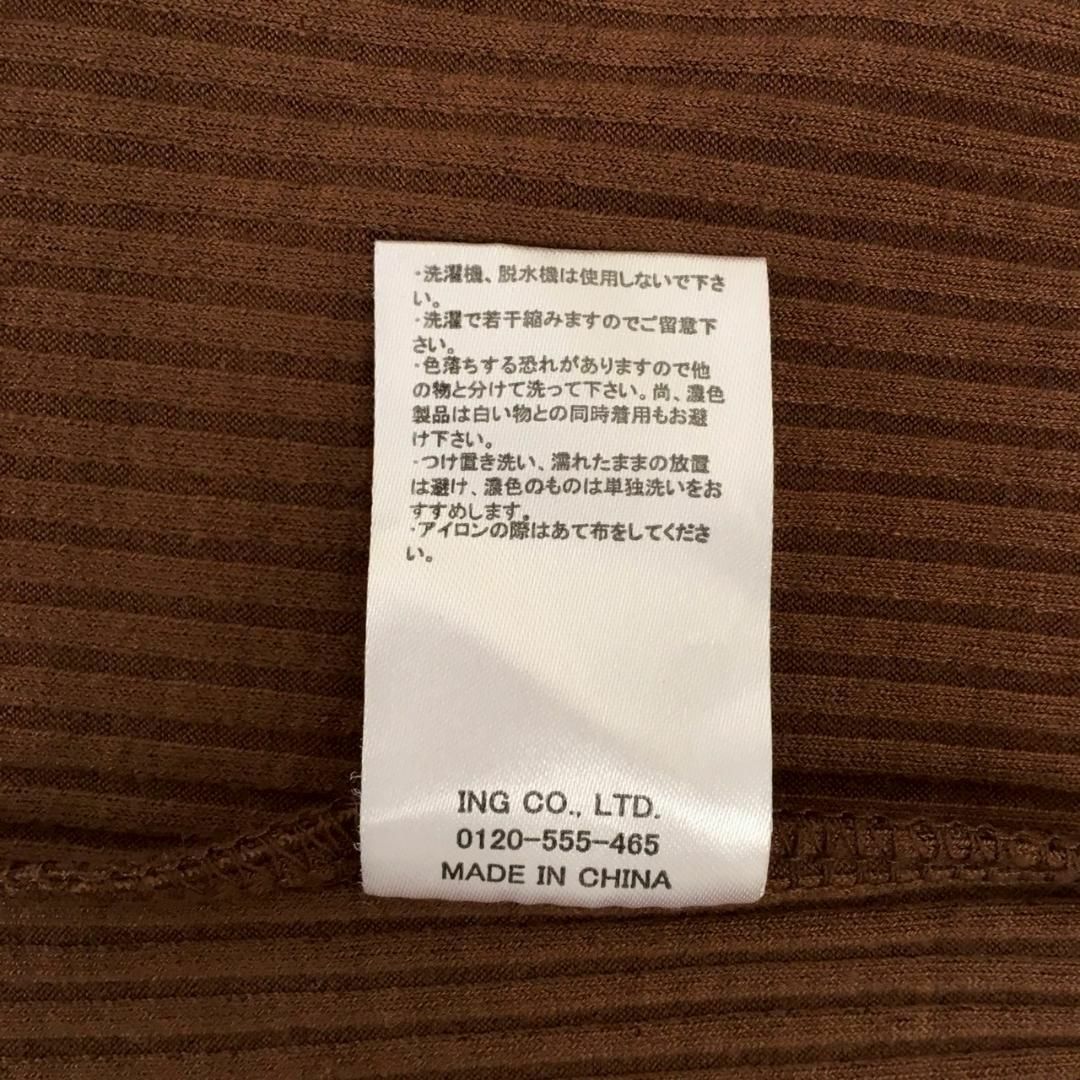 ・洗濯機、脱水機は使用しないで下さ
い。
・洗濯で若干縮みますのでご留意下
さい。
・色落ちする恐れがありますので他
の物と分けて洗って下さい。尚、濃色
製品は白い物との同時着用もお避
け下さい。
・つけ置き洗い、濡れたままの放置
は避け、濃色のものは単独洗いをお
すすめします。
・アイロンの際はあて布をしてくださ
い。
ING CO., LTD.
0120-555-465
MADE IN CHINA